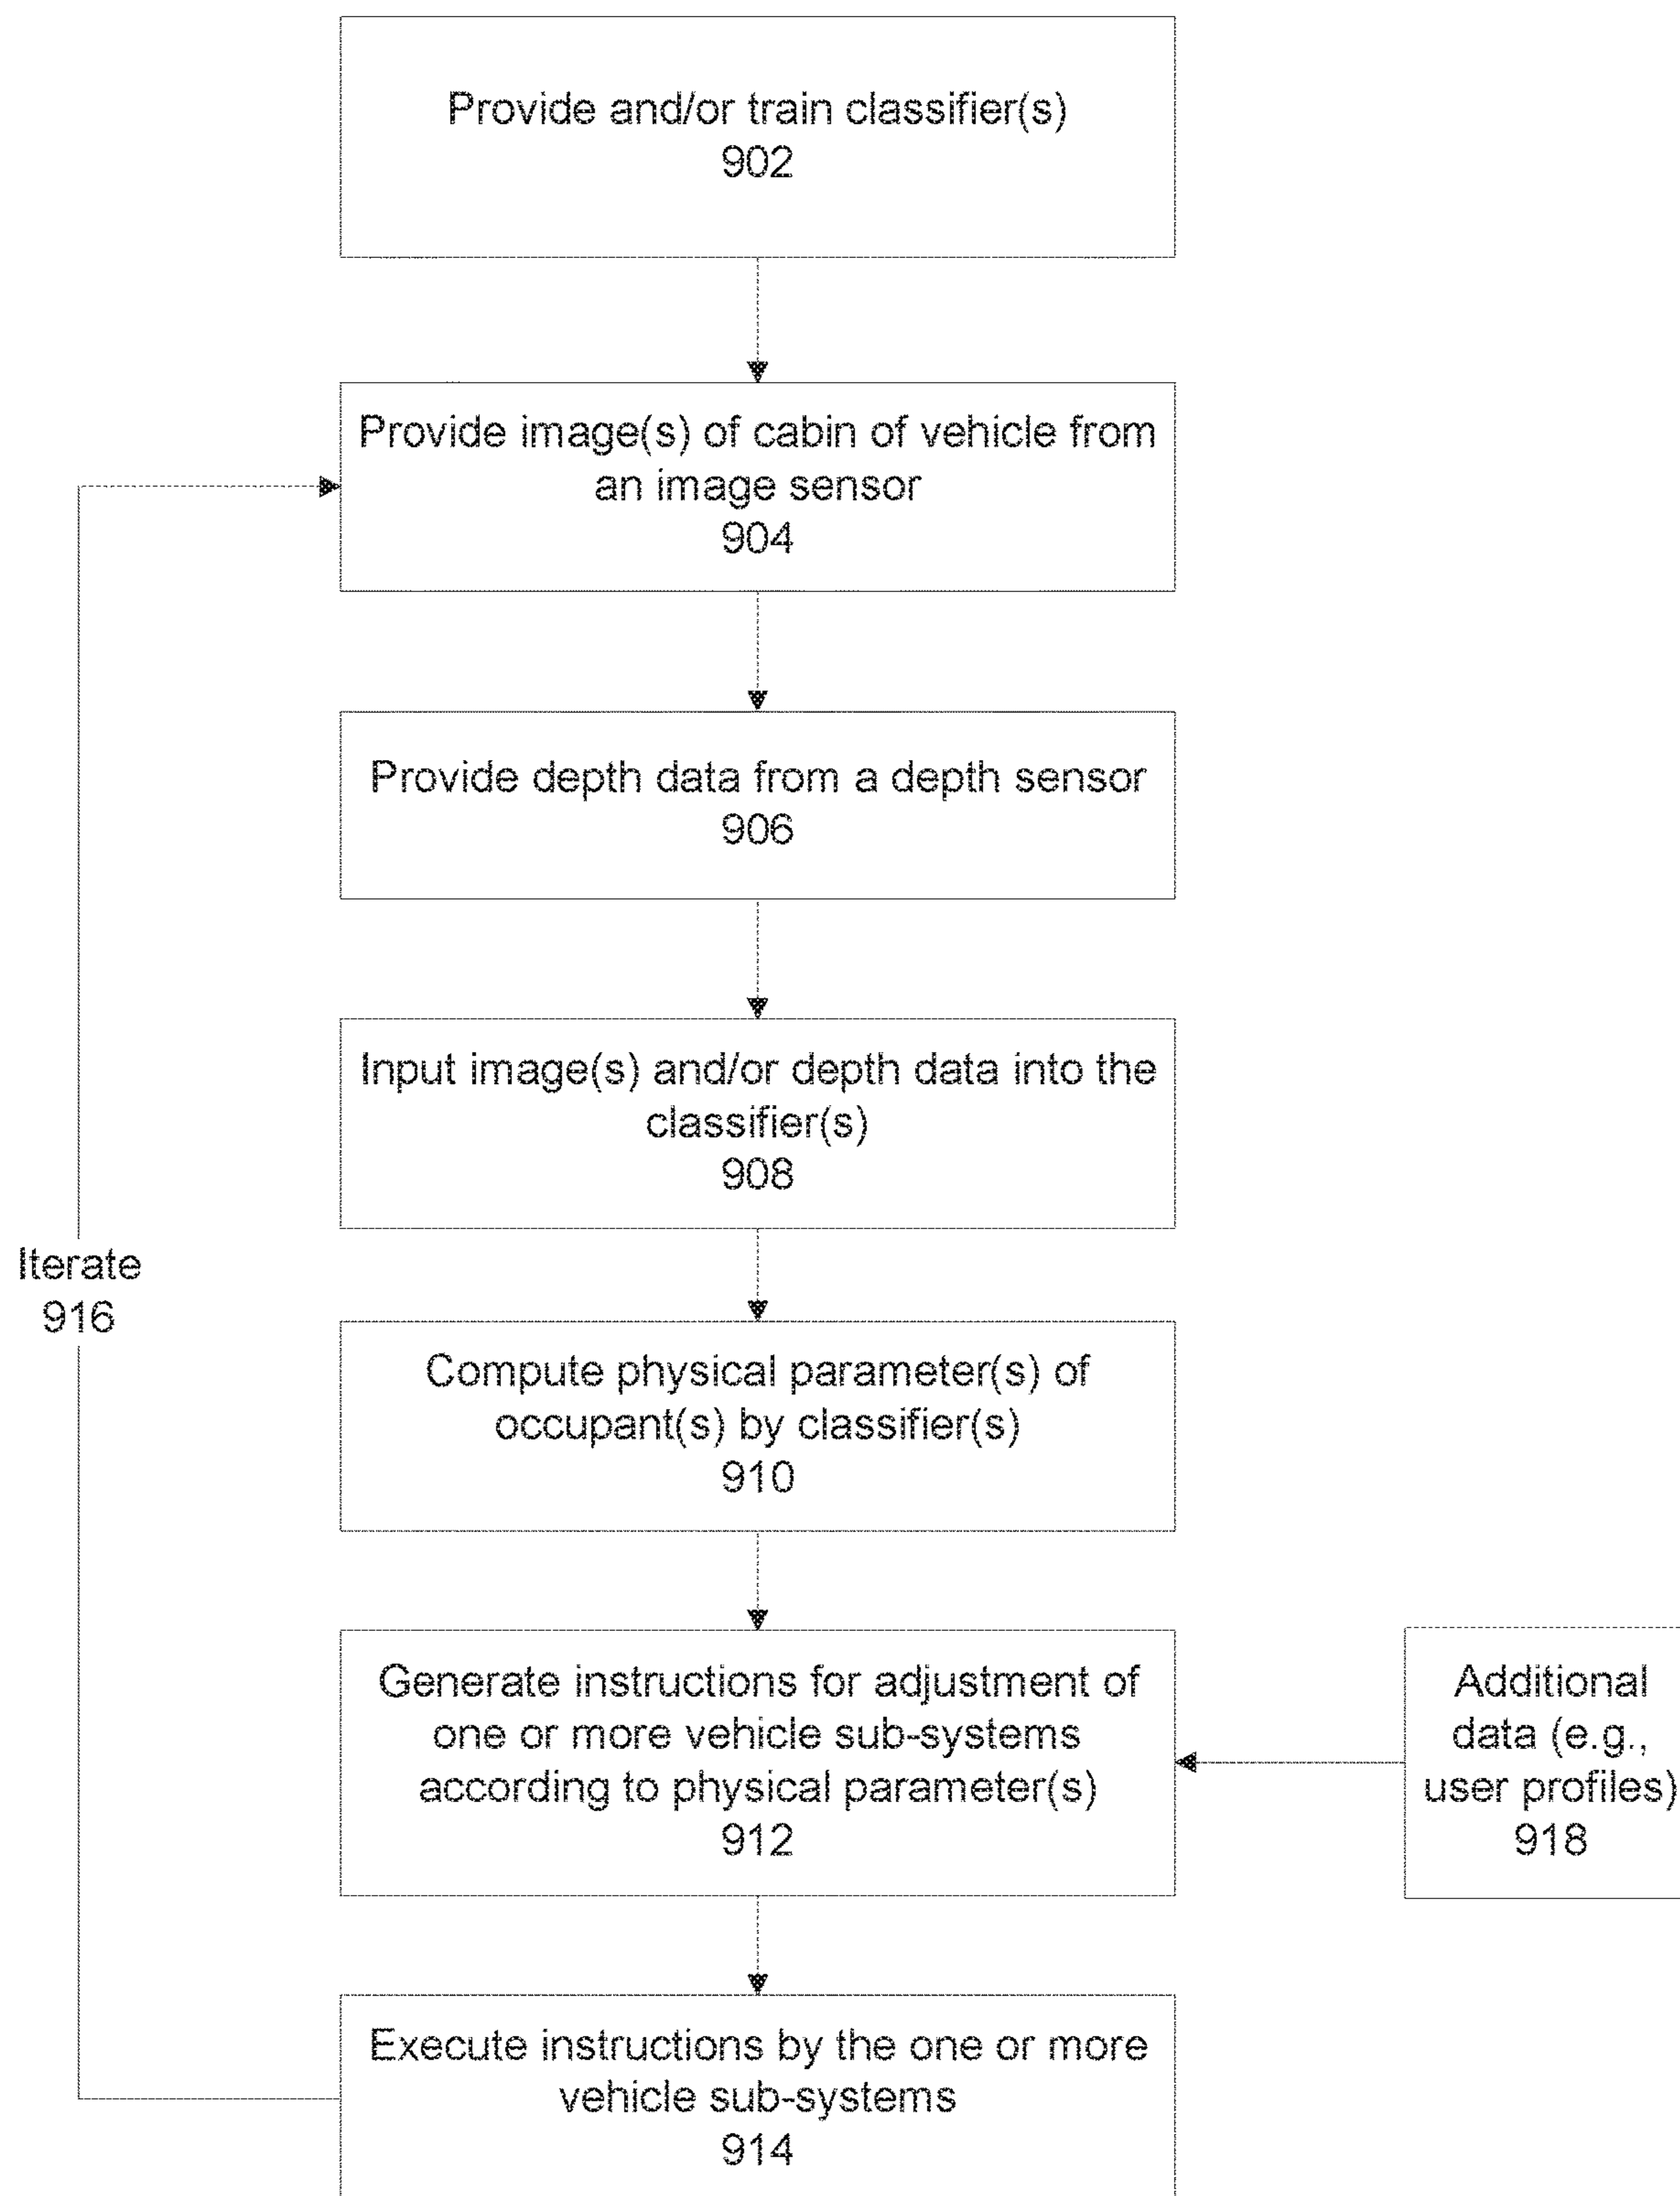 Provide and/or train classifier(s)
902
Provide image(s) of cabin of vehicle from
an image sensor
904
Provide depth data from a depth sensor
906
Input image(s) and/or depth data into the
classifier(s)
908
Iterate
916
Compute physical parameter(s) of
occupant(s) by classifier(s)
910
Generate instructions for adjustment of
one or more vehicle sub-systems
according to physical parameter(s)
912
Additional
data (e.g.,
user profiles)
918
Execute instructions by the one or more
vehicle sub-systems
914